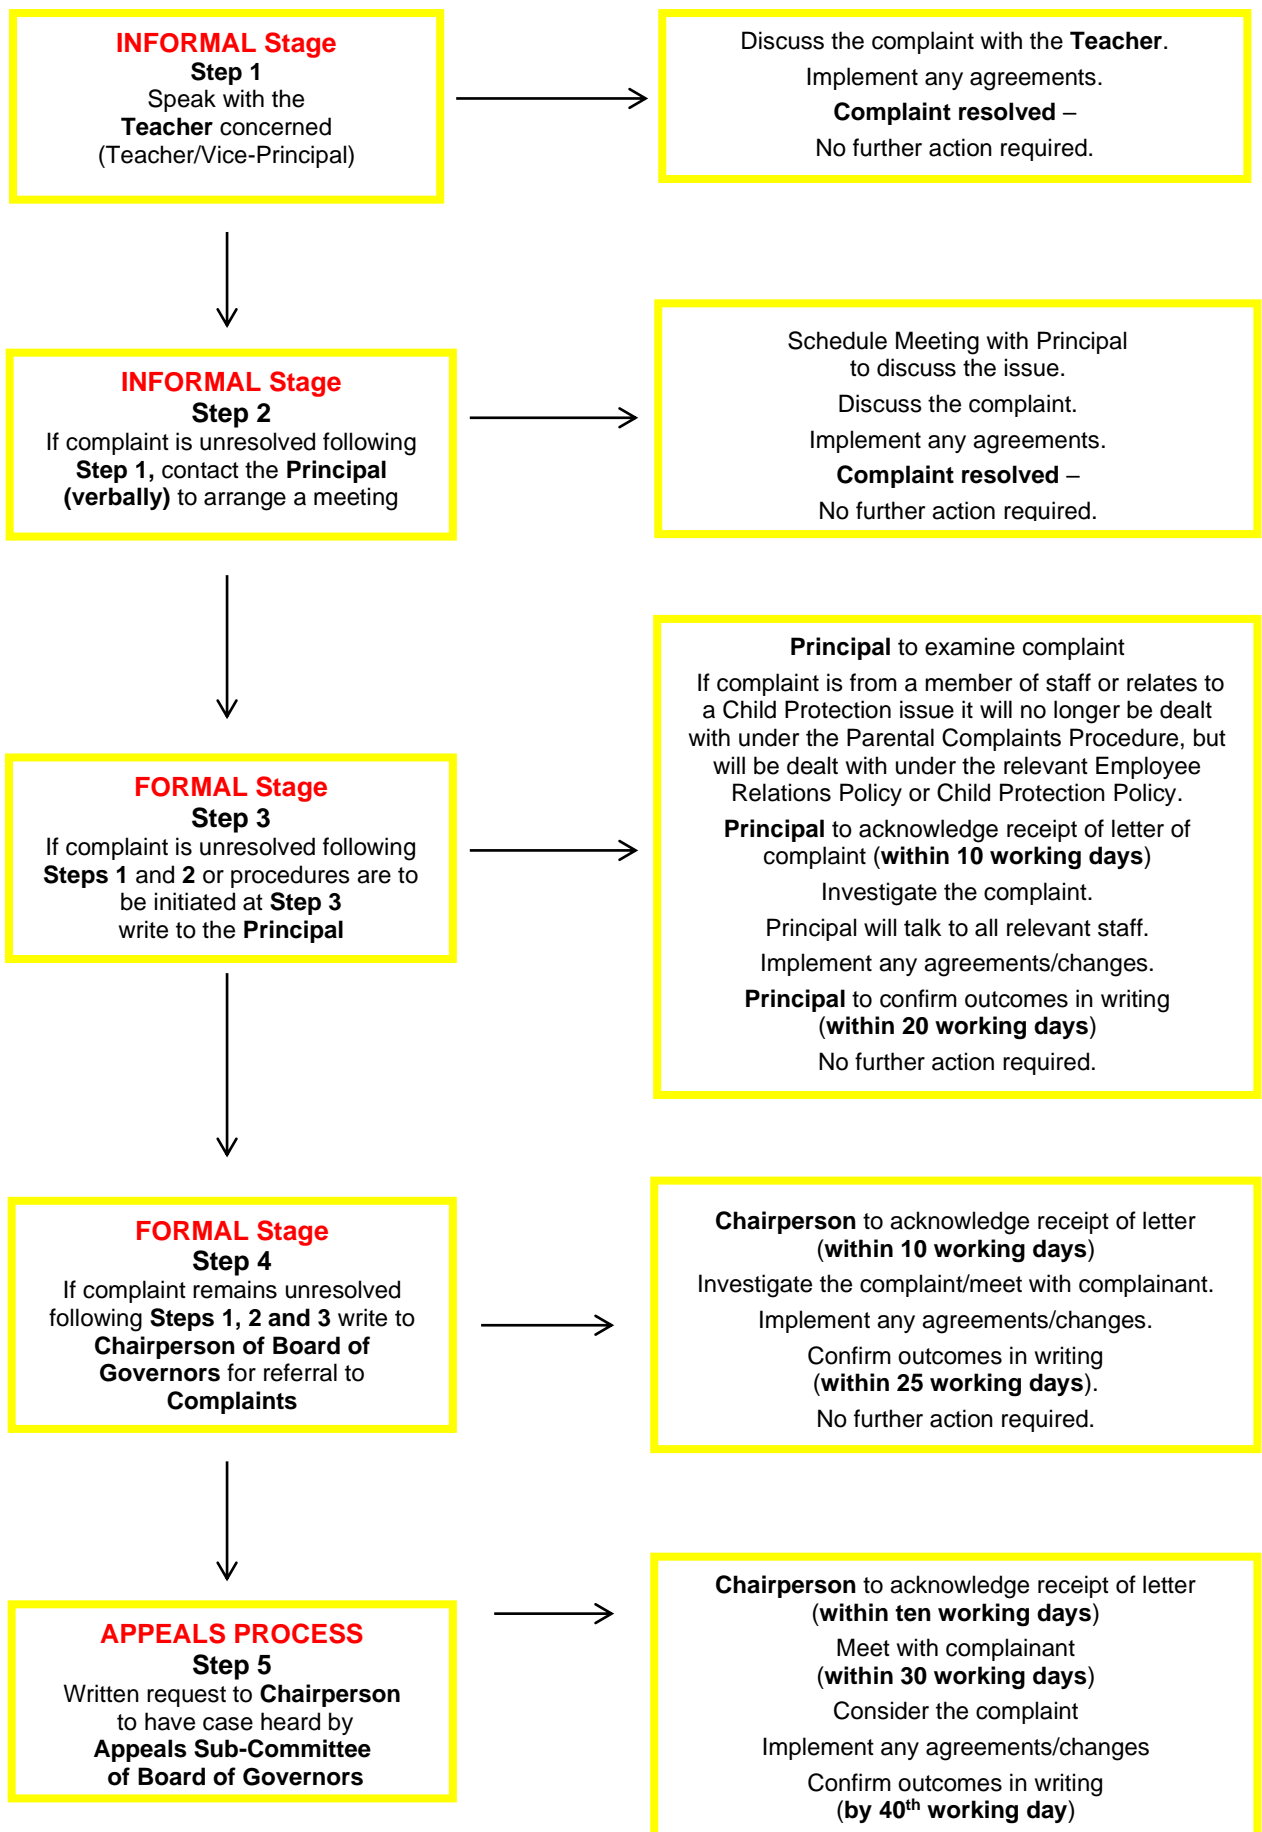 INFORMAL Stage
Step 1
Speak with the
Teacher concerned
(Teacher/Vice-Principal)
Discuss the complaint with the Teacher.
Implement any agreements.
Complaint resolved –
No further action required.
INFORMAL Stage
Step 2
If complaint is unresolved following
Step 1, contact the Principal
(verbally) to arrange a meeting
Schedule Meeting with Principal
to discuss the issue.
Discuss the complaint.
Implement any agreements.
Complaint resolved –
No further action required.
FORMAL Stage
Step 3
If complaint is unresolved following
Steps 1 and 2 or procedures are to
be initiated at Step 3
write to the Principal
Principal to examine complaint
If complaint is from a member of staff or relates to
a Child Protection issue it will no longer be dealt
with under the Parental Complaints Procedure, but
will be dealt with under the relevant Employee
Relations Policy or Child Protection Policy.
Principal to acknowledge receipt of letter of
complaint (within 10 working days)
Investigate the complaint.
Principal will talk to all relevant staff.
Implement any agreements/changes.
Principal to confirm outcomes in writing
(within 20 working days)
No further action required.
FORMAL Stage
Step 4
If complaint remains unresolved
following Steps 1, 2 and 3 write to
Chairperson of Board of
Governors for referral to
Complaints
Chairperson to acknowledge receipt of letter
(within 10 working days)
Investigate the complaint/meet with complainant.
Implement any agreements/changes.
Confirm outcomes in writing
(within 25 working days).
No further action required.
APPEALS PROCESS
Step 5
Written request to Chairperson
to have case heard by
Appeals Sub-Committee
of Board of Governors
Chairperson to acknowledge receipt of letter
(within ten working days)
Meet with complainant
(within 30 working days)
Consider the complaint
Implement any agreements/changes
Confirm outcomes in writing
(by 40th working day)